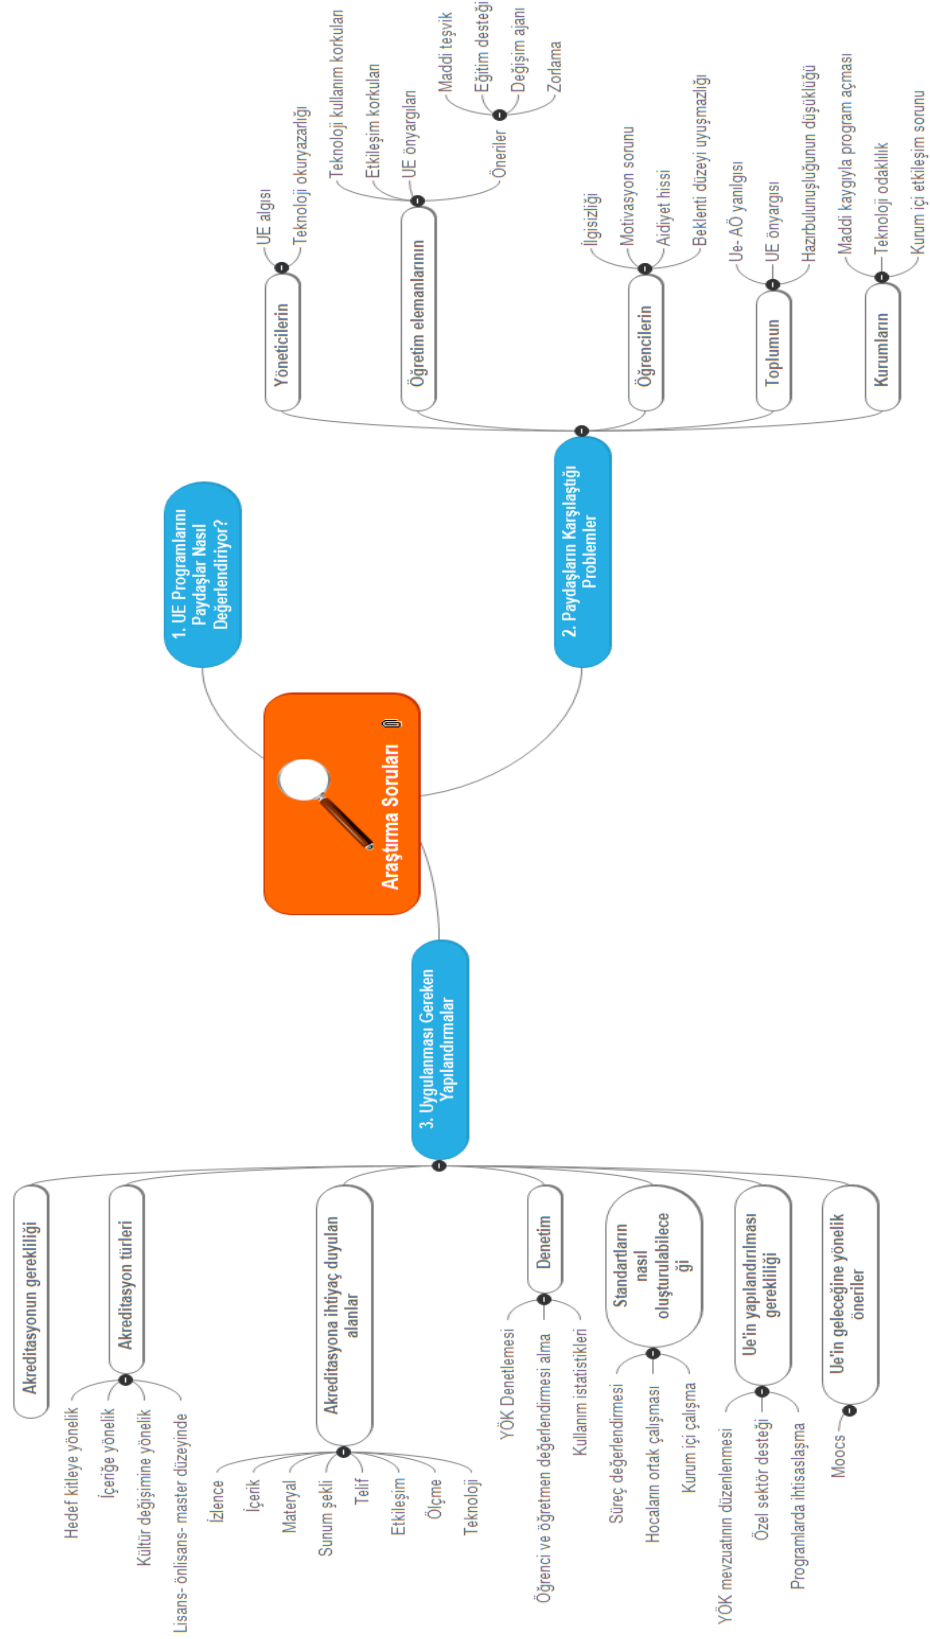 Araştırma Soruları
1. UE Programlarını
Paydaşlar Nasıl
Değerlendiriyor?
2. Paydaşların Karşılaştığı
Problemler
Yöneticilerin
UE algısı
Teknoloji okuryazarlığı
Öğretim elemanlarının
Teknoloji kullanım korkuları
Etkileşim korkuları
UE önyargıları
Öneriler
Maddi teşvik
Eğitim desteği
Değişim ajanı
Zorlama
Öğrencilerin
İlgisizliği
Motivasyon sorunu
Aidiyet hissi
Beklenti düzeyi uyuşmazlığı
Toplumun
Ue- AÖ yanılgısı
UE önyargısı
Hazırbulunuşluğunun düşüklüğü
Kurumların
Maddi kaygıyla program açması
Teknoloji odaklılık
Kurum içi etkileşim sorunu
3. Uygulanması Gereken
Yapılandırmalar
Akreditasyonun gerekliliği
Akreditasyon türleri
Hedef kitleye yönelik
İçeriğe yönelik
Kültür değişimine yönelik
Lisans- önlisans- master düzeyinde
Akreditasyona ihtiyaç duyulan
alanlar
İzlence
İçerik
Materyal
Sunum şekli
Telif
Etkileşim
Ölçme
Teknoloji
Denetim
YÖK Denetlemesi
Öğrenci ve öğretmen değerlendirmesi alma
Kullanım istatistikleri
Standartların
nasıl
oluşturulabilece
ği
Süreç değerlendirmesi
Hocaların ortak çalışması
Kurum içi çalışma
Ue'in yapılandırılması
gerekliliği
YÖK mevzuatının düzenlenmesi
Özel sektör desteği
Programlarda ihtisaslaşma
Ue'in geleceğine yönelik
öneriler
Moocs